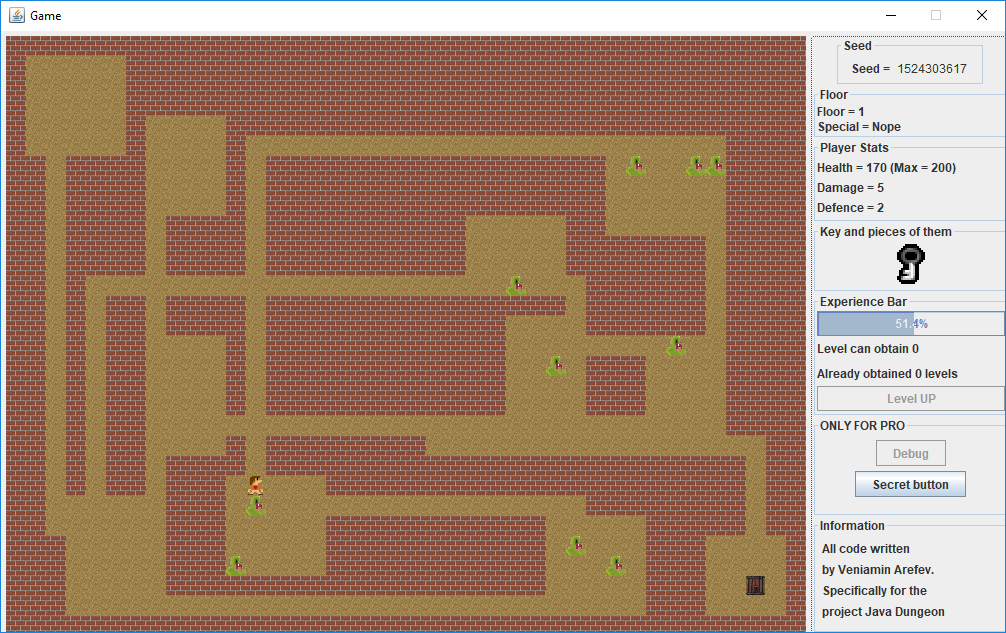 Game
Seed
Seed = 1524303617
Floor
Floor = 1
Special = Nope
Player Stats
Health = 170 (Max = 200)
Damage = 5
Defence = 2
Key and pieces of them
Experience Bar
51.4%
Level can obtain 0
Already obtained 0 levels
Level UP
ONLY FOR PRO
Debug
Secret button
Information
All code written
by Veniamin Arefev.
Specifically for the
project Java Dungeon